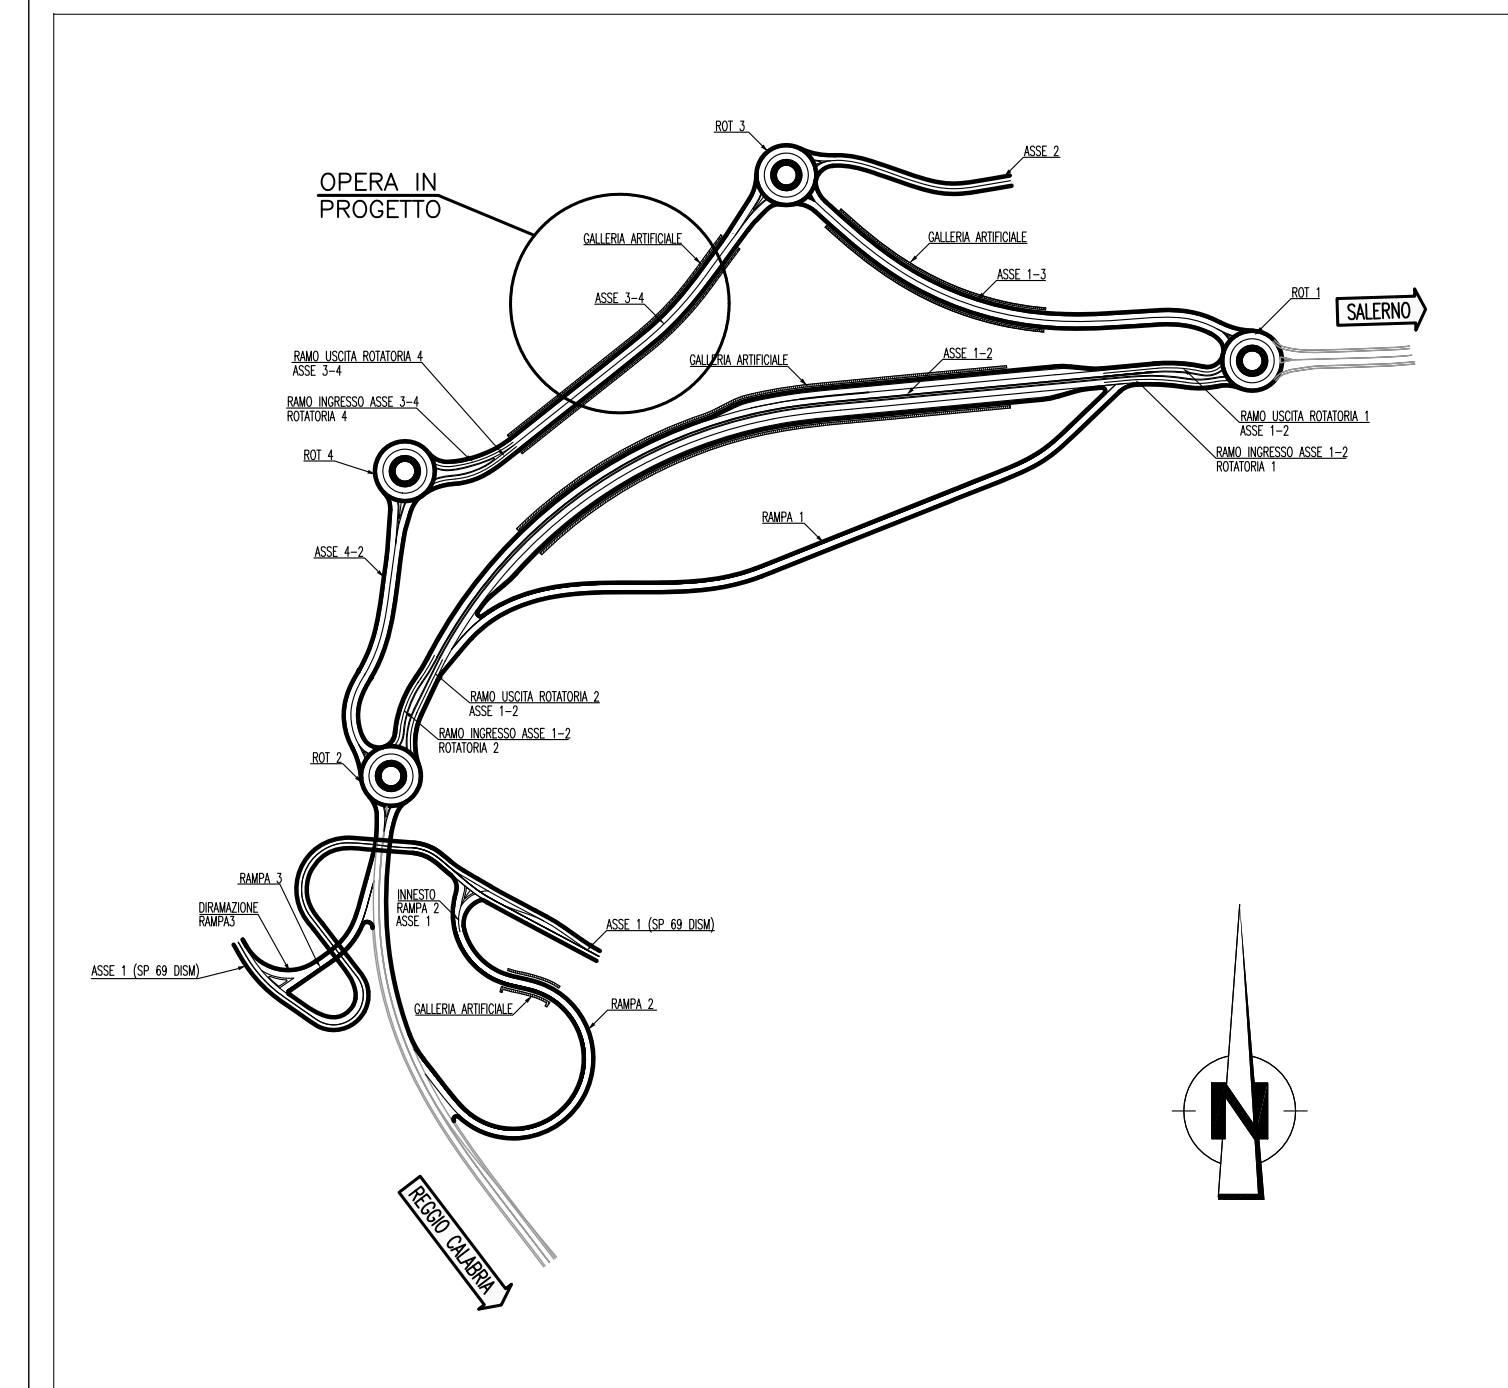 ROT 3
ASSE 2
OPERA IN
PROGETTO
GALLERIA ARTIFICIALE
GALLERIA ARTIFICIALE
ASSE 1-3
ASSE 3-4
ROT 1
SALERNO
RAMO USCITA ROTATORIA 4
ASSE 3-4
GALLERIA ARTIFICIALE
ASSE 1-2
RAMO INGRESSO ASSE 3-4
ROTATORIA 4
RAMO USCITA ROTATORIA 1
ASSE 1-2
ROT 4
RAMO INGRESSO ASSE 1-2
ROTATORIA 1
RAMPA 1
ASSE 4-2
RAMO USCITA ROTATORIA 2
ASSE 1-2
RAMO INGRESSO ASSE 1-2
ROTATORIA 2
ROT 2
RAMPA 3
DIRAMAZIONE
RAMPA3
INNESTO
RAMPA 2
ASSE 1
ASSE 1 (SP 69 DISM)
ASSE 1 (SP 69 DISM)
GALLERIA ARTIFICIALE
RAMPA 2
N
REGGIO CALABRIA